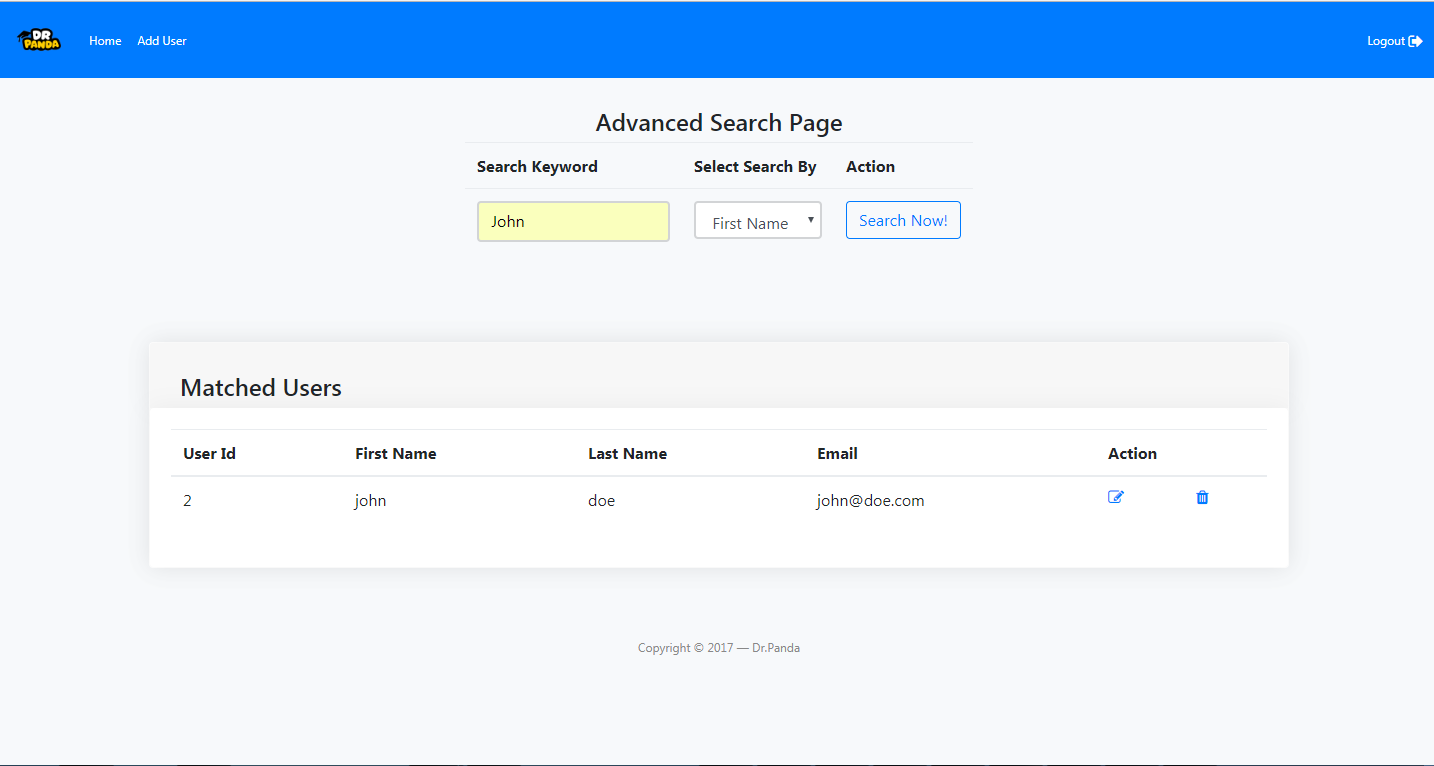 DR
PANDA
Home Add User Logout
Advanced Search Page
Search Keyword Select Search By Action
John First Name Search Now!
Matched Users
User Id First Name Last Name Email Action
2 john doe john@doe.com
Copyright © 2017 — Dr.Panda